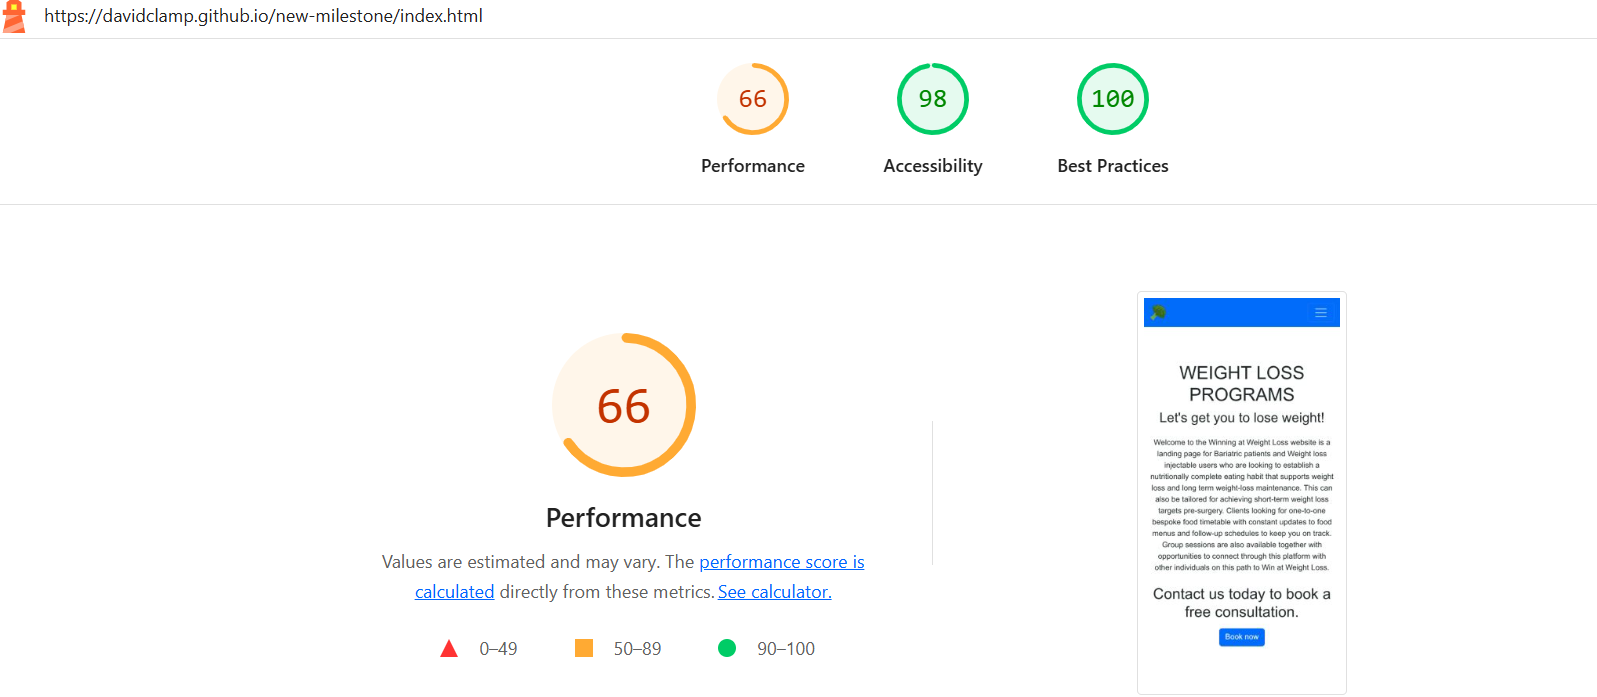 https://davidclamp.github.io/new-milestone/index.html
66
98
100
Performance
Accessibility
Best Practices
66
Performance
Values are estimated and may vary. The performance score is
calculated directly from these metrics. See calculator.
0–49
50–89
90–100
WEIGHT LOSS
PROGRAMS
Let's get you to lose weight!
Welcome to the Winning at Weight Loss website is a
landing page for Bariatric patients and Weight loss
injectable users who are looking to establish a
nutritionally complete eating habit that supports weight
loss and long term weight-loss maintenance. This can
also be tailored for achieving short-term weight loss
targets pre-surgery. Clients looking for one-to-one
bespoke food timetable with constant updates to food
menus and follow-up schedules to keep you on track.
Group sessions are also available together with
opportunities to connect through this platform with
other individuals on this path to Win at Weight Loss.
Contact us today to book a
free consultation.
Book now